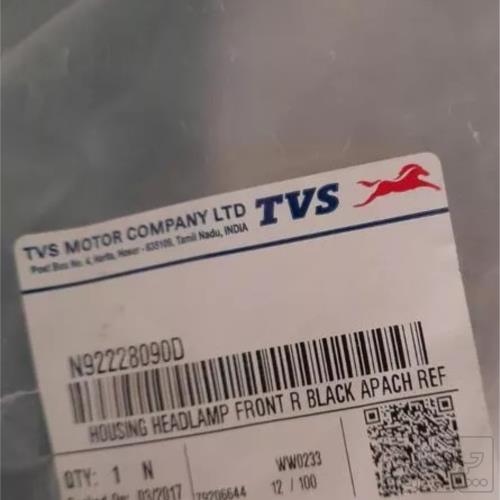 TVS MOTOR COMPANY LTD TVS
Post Box No. 4, Harita, Hosur - 635109, Tamil Nadu, INDIA
N92228090D
HOUSING HEADLAMP FRONT R BLACK APACH REF
QTY: 1 N WW0233
03/2017 79206644 12 / 100